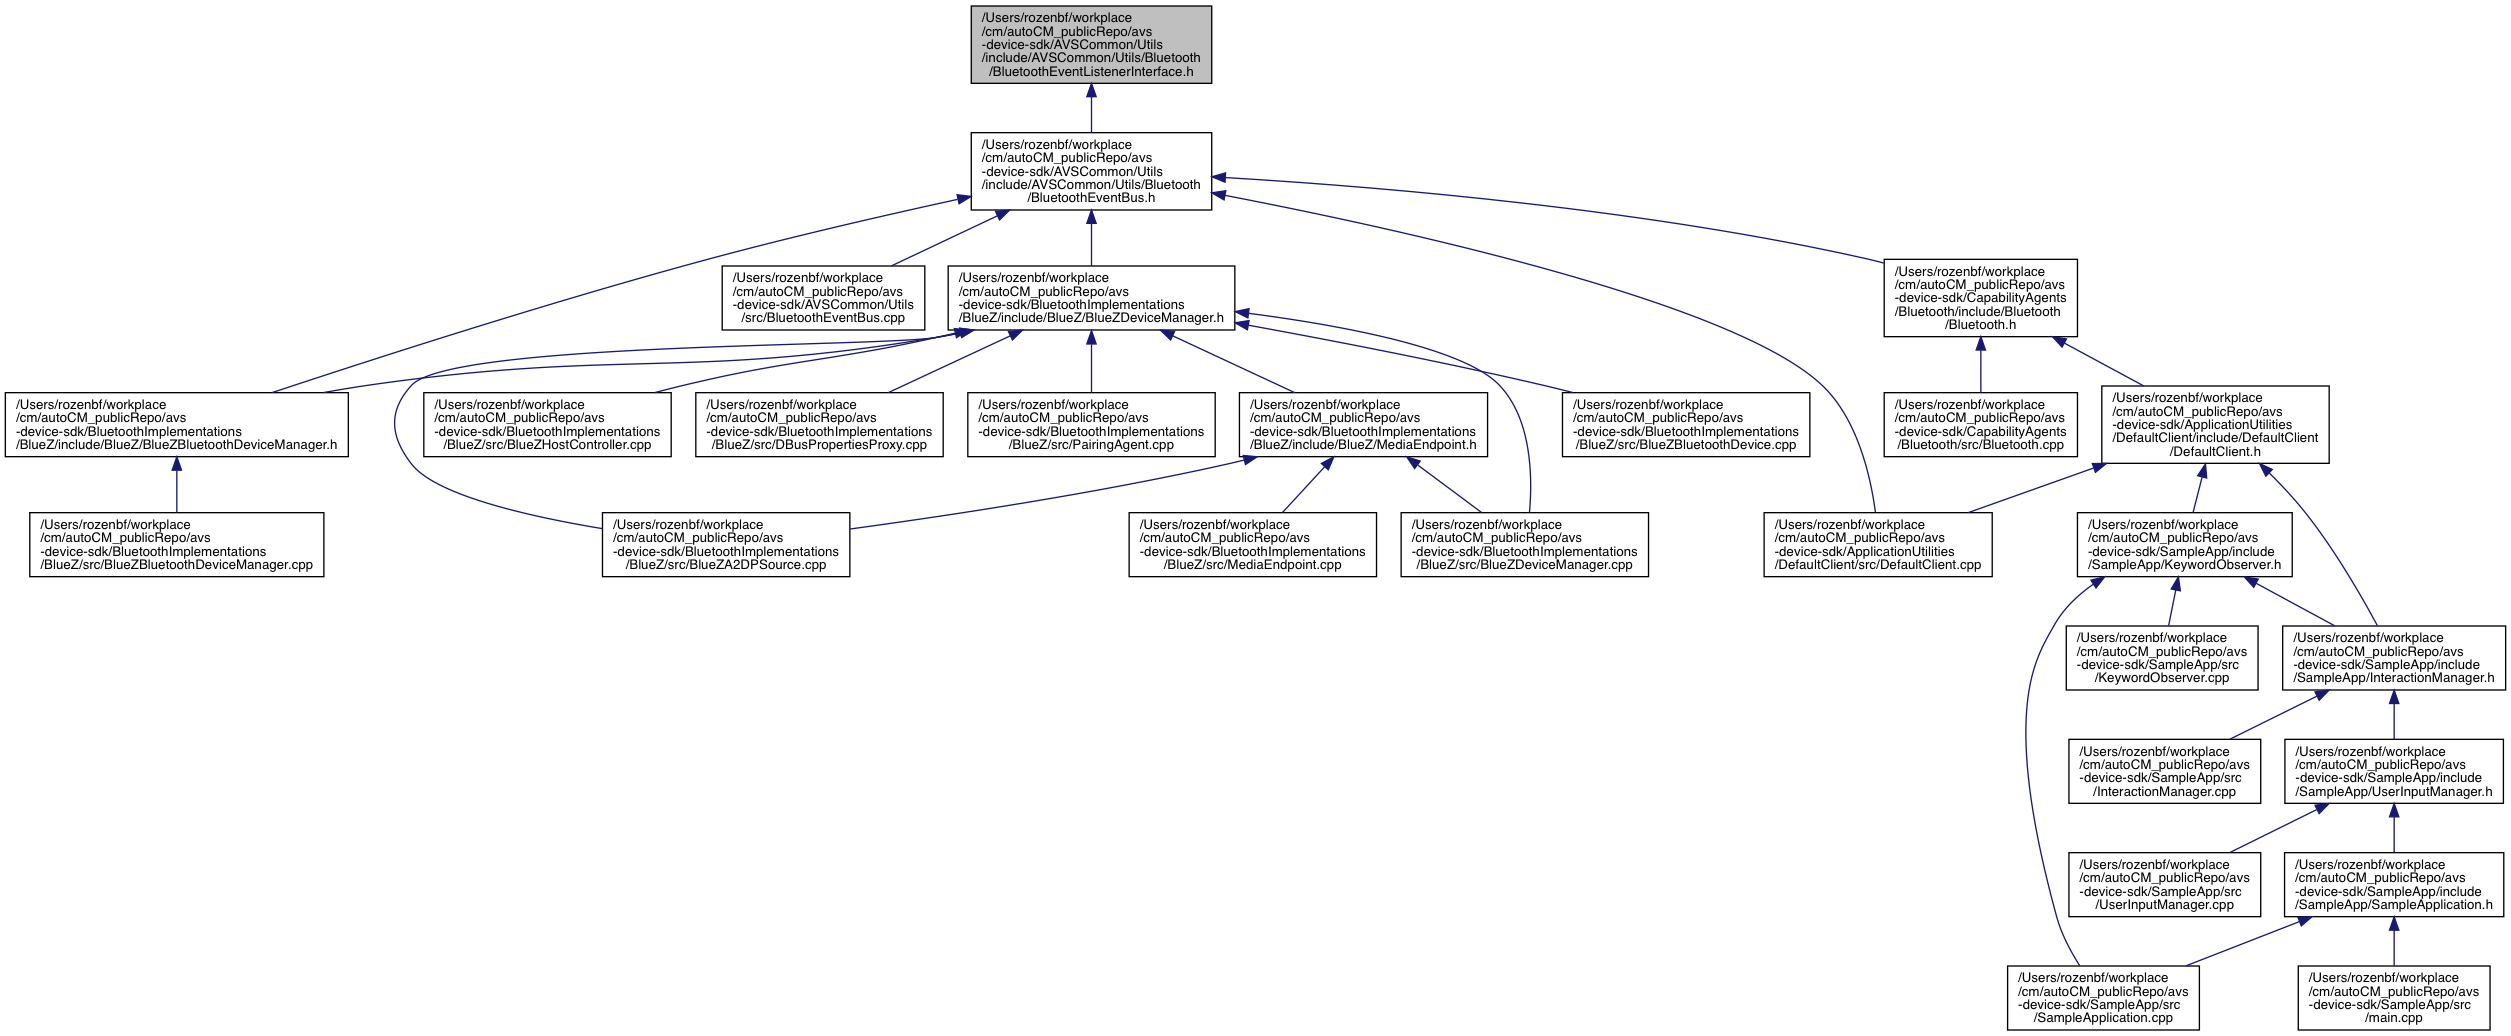 /Users/rozenbf/workplace
/cm/autoCM_publicRepo/avs
-device-sdk/AVSCommon/Utils
/include/AVSCommon/Utils/Bluetooth
/BluetoothEventListenerInterface.h
/Users/rozenbf/workplace
/cm/autoCM_publicRepo/avs
-device-sdk/AVSCommon/Utils
/include/AVSCommon/Utils/Bluetooth
/BluetoothEventBus.h
/Users/rozenbf/workplace
/cm/autoCM_publicRepo/avs
-device-sdk/AVSCommon/Utils
/src/BluetoothEventBus.cpp
/Users/rozenbf/workplace
/cm/autoCM_publicRepo/avs
-device-sdk/BluetoothImplementations
/BlueZ/include/BlueZ/BlueZDeviceManager.h
/Users/rozenbf/workplace
/cm/autoCM_publicRepo/avs
-device-sdk/CapabilityAgents
/Bluetooth/include/Bluetooth
/Bluetooth.h
/Users/rozenbf/workplace
/cm/autoCM_publicRepo/avs
-device-sdk/BluetoothImplementations
/BlueZ/include/BlueZ/BlueZBluetoothDeviceManager.h
/Users/rozenbf/workplace
/cm/autoCM_publicRepo/avs
-device-sdk/BluetoothImplementations
/BlueZ/src/BlueZHostController.cpp
/Users/rozenbf/workplace
/cm/autoCM_publicRepo/avs
-device-sdk/BluetoothImplementations
/BlueZ/src/DBusPropertiesProxy.cpp
/Users/rozenbf/workplace
/cm/autoCM_publicRepo/avs
-device-sdk/BluetoothImplementations
/BlueZ/src/PairingAgent.cpp
/Users/rozenbf/workplace
/cm/autoCM_publicRepo/avs
-device-sdk/BluetoothImplementations
/BlueZ/include/BlueZ/MediaEndpoint.h
/Users/rozenbf/workplace
/cm/autoCM_publicRepo/avs
-device-sdk/BluetoothImplementations
/BlueZ/src/BlueZBluetoothDevice.cpp
/Users/rozenbf/workplace
/cm/autoCM_publicRepo/avs
-device-sdk/CapabilityAgents
/Bluetooth/src/Bluetooth.cpp
/Users/rozenbf/workplace
/cm/autoCM_publicRepo/avs
-device-sdk/ApplicationUtilities
/DefaultClient/include/DefaultClient
/DefaultClient.h
/Users/rozenbf/workplace
/cm/autoCM_publicRepo/avs
-device-sdk/BluetoothImplementations
/BlueZ/src/BlueZBluetoothDeviceManager.cpp
/Users/rozenbf/workplace
/cm/autoCM_publicRepo/avs
-device-sdk/BluetoothImplementations
/BlueZ/src/BlueZA2DPSource.cpp
/Users/rozenbf/workplace
/cm/autoCM_publicRepo/avs
-device-sdk/BluetoothImplementations
/BlueZ/src/MediaEndpoint.cpp
/Users/rozenbf/workplace
/cm/autoCM_publicRepo/avs
-device-sdk/BluetoothImplementations
/BlueZ/src/BlueZDeviceManager.cpp
/Users/rozenbf/workplace
/cm/autoCM_publicRepo/avs
-device-sdk/ApplicationUtilities
/DefaultClient/src/DefaultClient.cpp
/Users/rozenbf/workplace
/cm/autoCM_publicRepo/avs
-device-sdk/SampleApp/include
/SampleApp/KeywordObserver.h
/Users/rozenbf/workplace
/cm/autoCM_publicRepo/avs
-device-sdk/SampleApp/src
/KeywordObserver.cpp
/Users/rozenbf/workplace
/cm/autoCM_publicRepo/avs
-device-sdk/SampleApp/include
/SampleApp/InteractionManager.h
/Users/rozenbf/workplace
/cm/autoCM_publicRepo/avs
-device-sdk/SampleApp/src
/InteractionManager.cpp
/Users/rozenbf/workplace
/cm/autoCM_publicRepo/avs
-device-sdk/SampleApp/include
/SampleApp/UserInputManager.h
/Users/rozenbf/workplace
/cm/autoCM_publicRepo/avs
-device-sdk/SampleApp/src
/UserInputManager.cpp
/Users/rozenbf/workplace
/cm/autoCM_publicRepo/avs
-device-sdk/SampleApp/include
/SampleApp/SampleApplication.h
/Users/rozenbf/workplace
/cm/autoCM_publicRepo/avs
-device-sdk/SampleApp/src
/SampleApplication.cpp
/Users/rozenbf/workplace
/cm/autoCM_publicRepo/avs
-device-sdk/SampleApp/src
/main.cpp